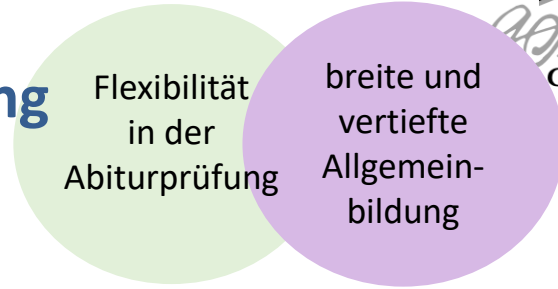 ng
Flexibilität
in der
Abiturprüfung
breite und
vertiefte
Allgemein-
bildung